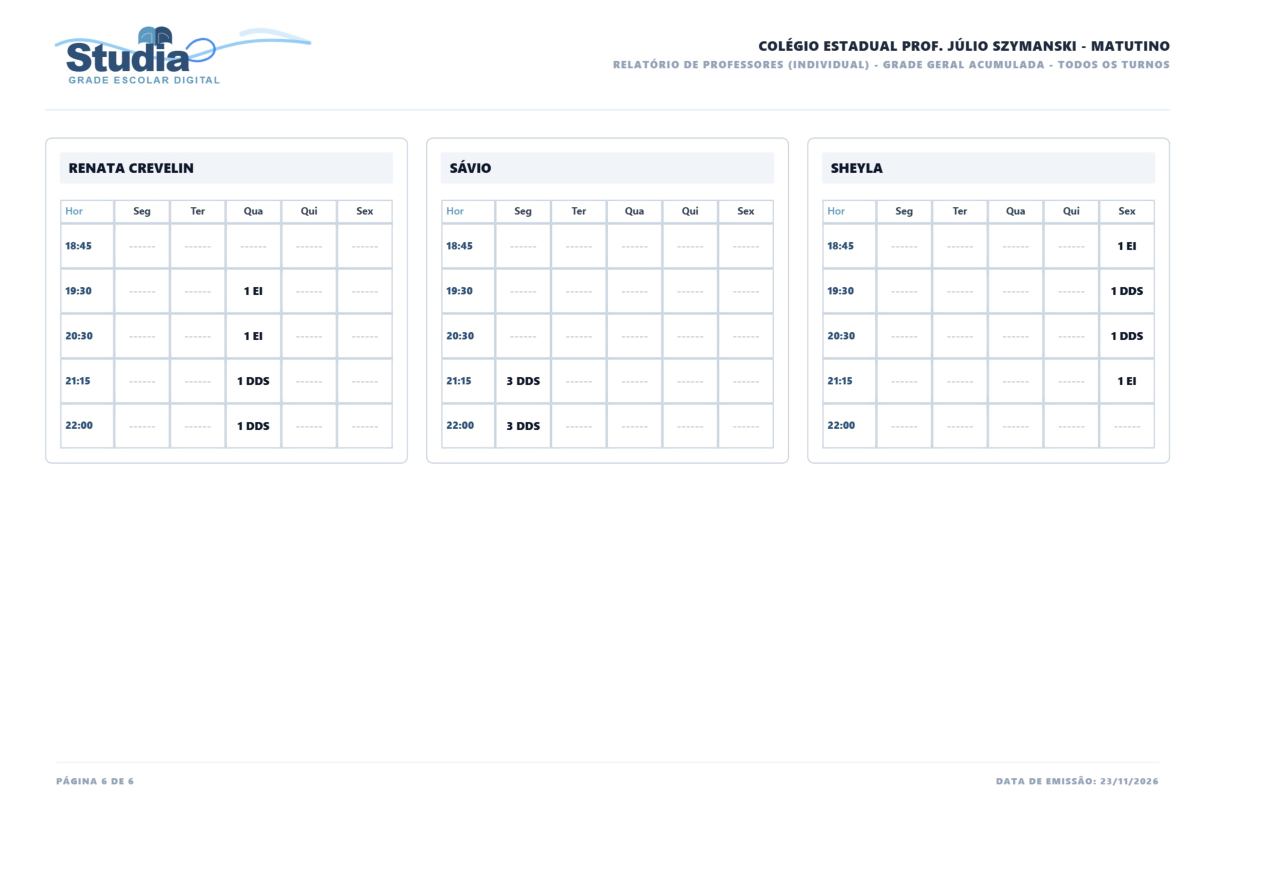 Studia
GRADE ESCOLAR DIGITAL
COLÉGIO ESTADUAL PROF. JÚLIO SZYMANSKI - MATUTINO
RELATÓRIO DE PROFESSORES (INDIVIDUAL) - GRADE GERAL ACUMULADA - TODOS OS TURNOS
RENATA CREVELIN
Hor Seg Ter Qua Qui Sex
18:45 ------ ------ ------ ------ ------
19:30 ------ ------ 1 EI ------ ------
20:30 ------ ------ 1 EI ------ ------
21:15 ------ ------ 1 DDS ------ ------
22:00 ------ ------ 1 DDS ------ ------
SÁVIO
Hor Seg Ter Qua Qui Sex
18:45 ------ ------ ------ ------ ------
19:30 ------ ------ ------ ------ ------
20:30 ------ ------ ------ ------ ------
21:15 3 DDS ------ ------ ------ ------
22:00 3 DDS ------ ------ ------ ------
SHEYLA
Hor Seg Ter Qua Qui Sex
18:45 ------ ------ ------ ------ 1 EI
19:30 ------ ------ ------ ------ 1 DDS
20:30 ------ ------ ------ ------ 1 DDS
21:15 ------ ------ ------ ------ 1 EI
22:00 ------ ------ ------ ------ ------
PÁGINA 6 DE 6
DATA DE EMISSÃO: 23/11/2026